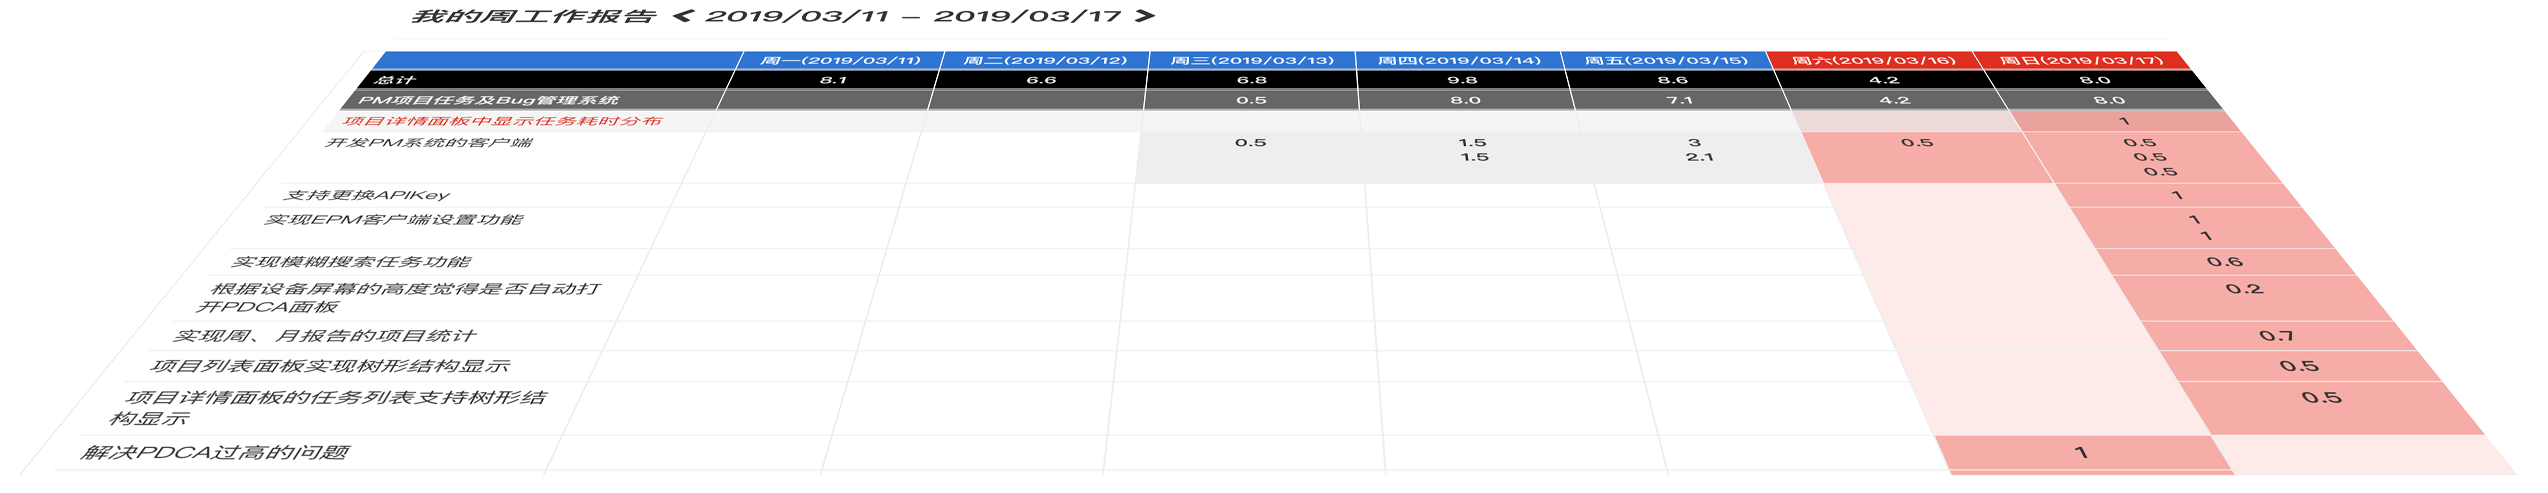 我的周工作报告 < 2019/03/11 – 2019/03/17 >
周一(2019/03/11) 周二(2019/03/12) 周三(2019/03/13) 周四(2019/03/14) 周五(2019/03/15) 周六(2019/03/16) 周日(2019/03/17)
总计 8.1 6.6 6.8 9.8 8.6 4.2 8.0
PM项目任务及Bug管理系统 0.5 8.0 7.1 4.2 8.0
项目详情面板中显示任务耗时分布 1
开发PM系统的客户端 0.5 1.5 3 0.5 0.5
1.5 2.1 0.5
0.5
支持更换APIKey 1
实现EPM客户端设置功能 1
1
实现模糊搜索任务功能 0.6
根据设备屏幕的高度觉得是否自动打 0.2
开PDCA面板
实现周、月报告的项目统计 0.7
项目列表面板实现树形结构显示 0.5
项目详情面板的任务列表支持树形结 0.5
构显示
解决PDCA过高的问题 1